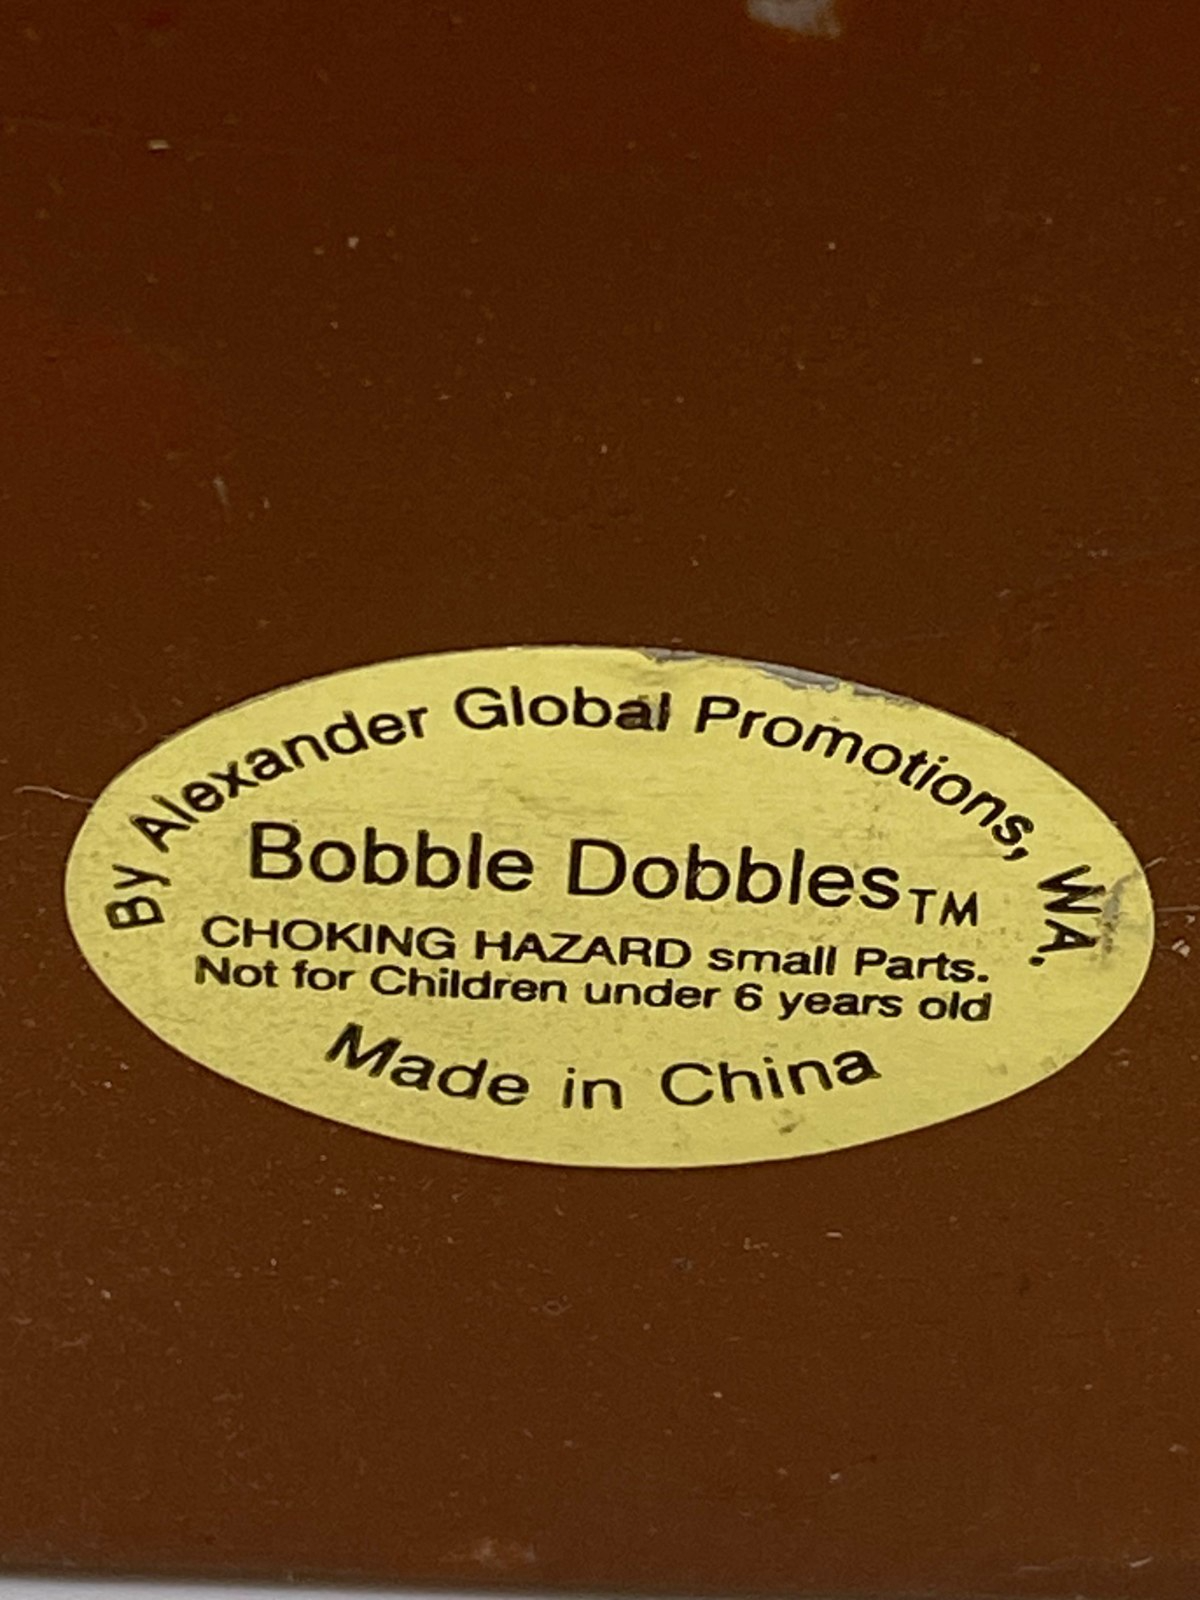 By Alexander Global Promotions, WA.
Bobble Dobbles™
CHOKING HAZARD small Parts.
Not for Children under 6 years old
Made in China